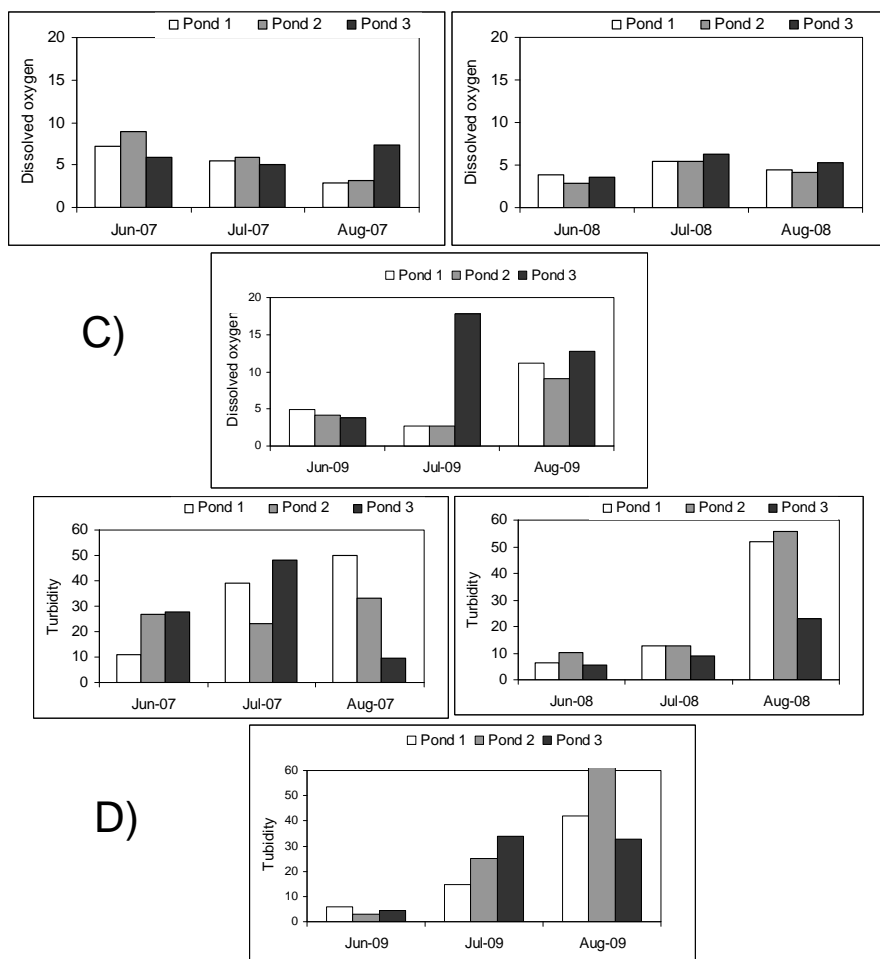 Pond 1 Pond 2 Pond 3
20
15
10
5
0
Dissolved oxygen
Jun-07 Jul-07 Aug-07
Pond 1 Pond 2 Pond 3
20
15
10
5
0
Dissolved oxygen
Jun-08 Jul-08 Aug-08
C)
Pond 1 Pond 2 Pond 3
20
15
10
5
0
Dissolved oxygen
Jun-09 Jul-09 Aug-09
Pond 1 Pond 2 Pond 3
60
50
40
30
20
10
0
Turbidity
Jun-07 Jul-07 Aug-07
Pond 1 Pond 2 Pond 3
60
50
40
30
20
10
0
Turbidity
Jun-08 Jul-08 Aug-08
D)
Pond 1 Pond 2 Pond 3
60
50
40
30
20
10
0
Tubidity
Jun-09 Jul-09 Aug-09